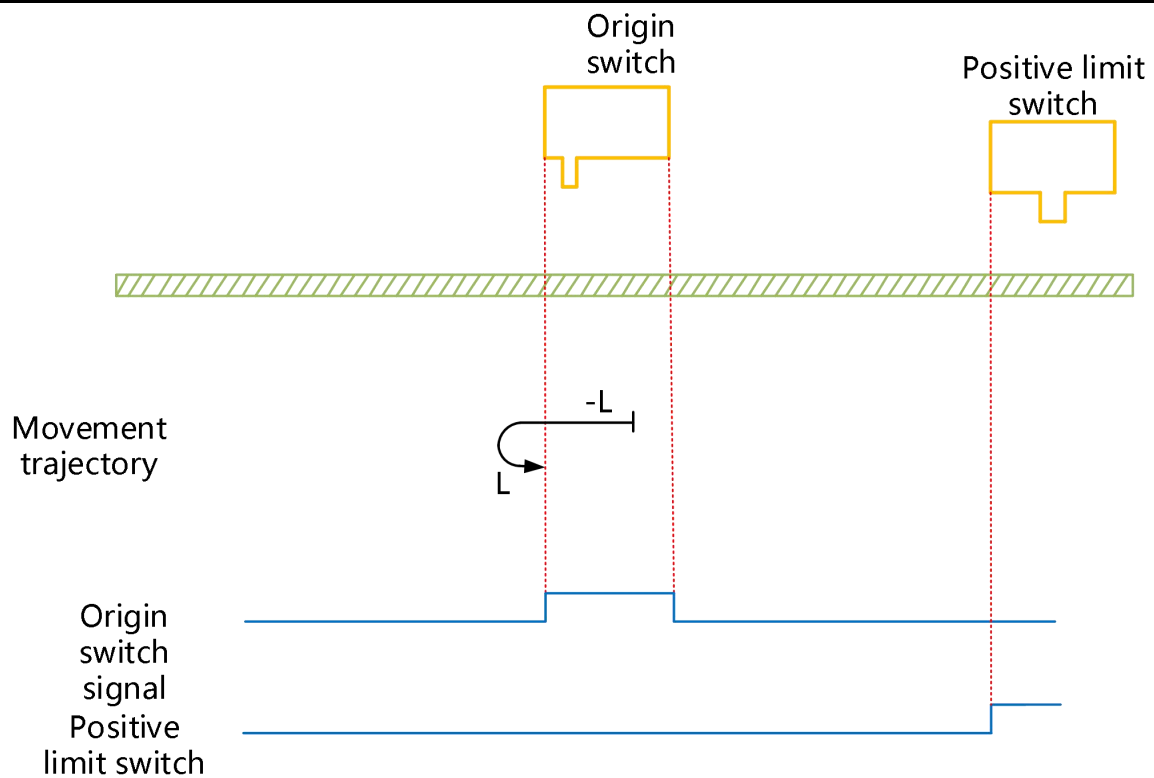 Origin
switch
Positive limit
switch
-L
Movement
trajectory
L
Origin
switch
signal
Positive
limit switch